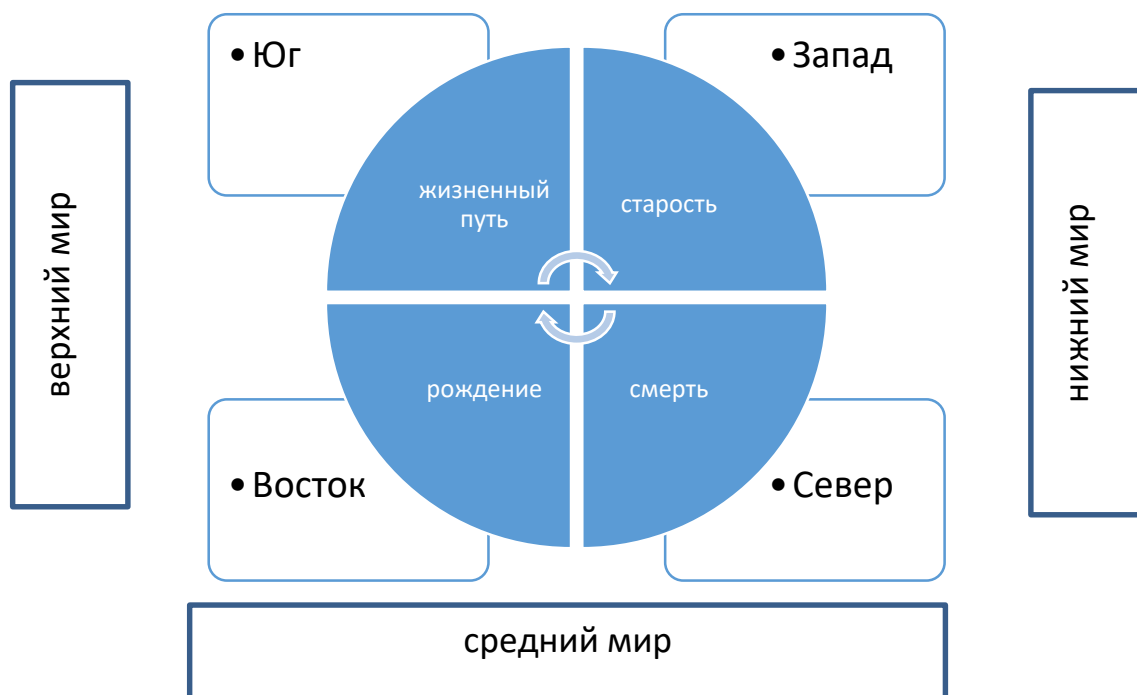 • Юг
• Запад
верхний мир
жизненный
путь
старость
нижний мир
рождение
смерть
• Восток
• Север
средний мир